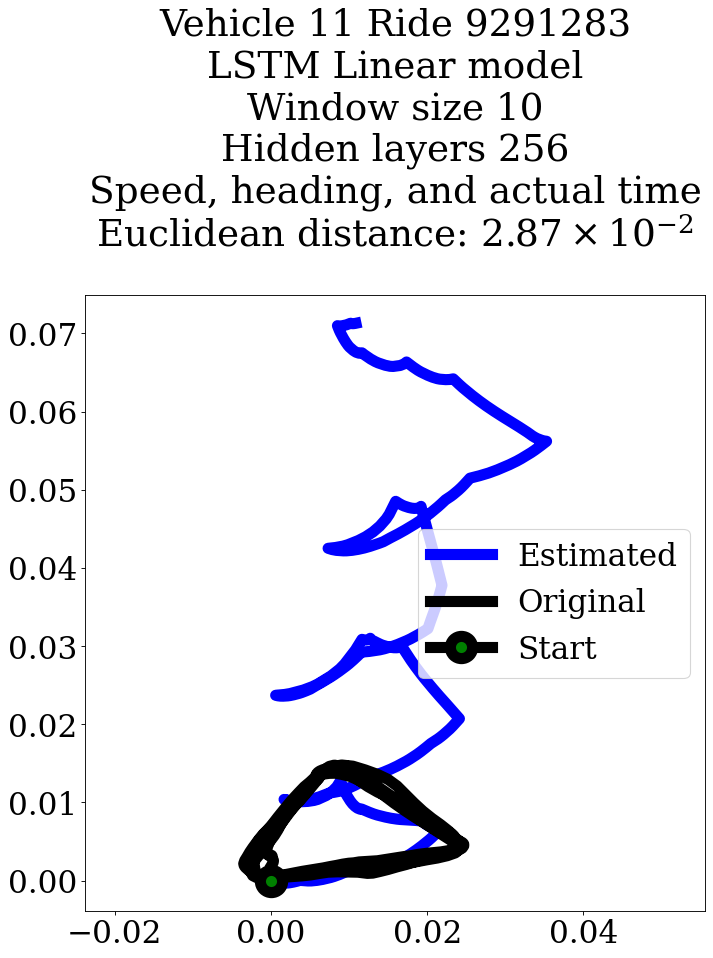 Vehicle 11 Ride 9291283
LSTM Linear model
Window size 10
Hidden layers 256
Speed, heading, and actual time
Euclidean distance: 2.87 × 10⁻²
0.07
0.06
0.05
0.04
0.03
0.02
0.01
0.00
Estimated
Original
Start
−0.02 0.00 0.02 0.04